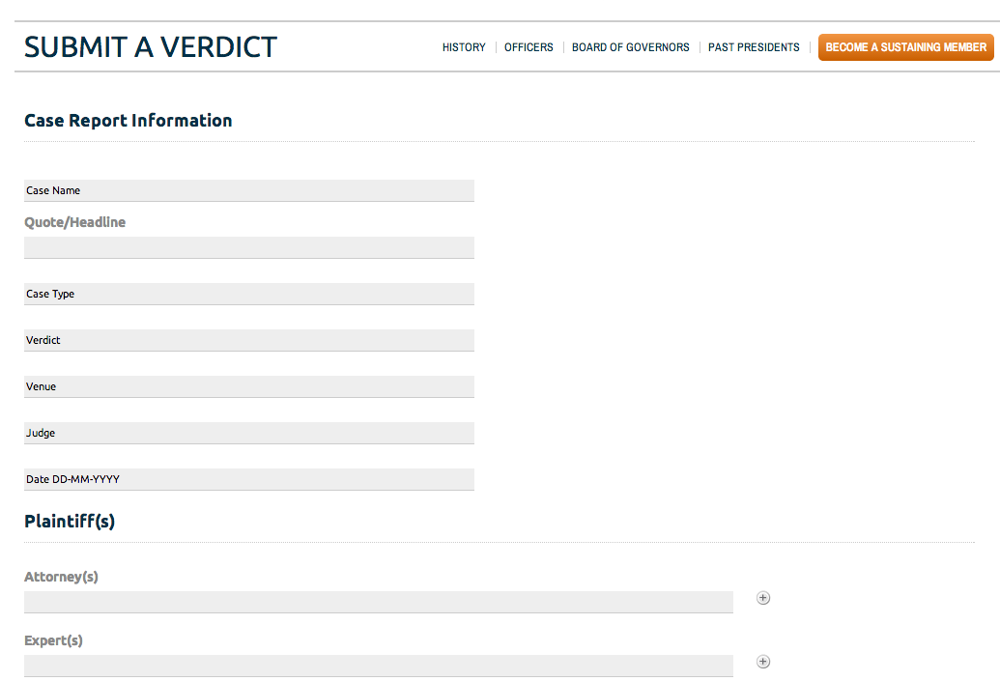 SUBMIT A VERDICT
HISTORY OFFICERS BOARD OF GOVERNORS PAST PRESIDENTS BECOME A SUSTAINING MEMBER
Case Report Information
Case Name
Quote/Headline
Case Type
Verdict
Venue
Judge
Date DD-MM-YYYY
Plaintiff(s)
Attorney(s)
Expert(s)